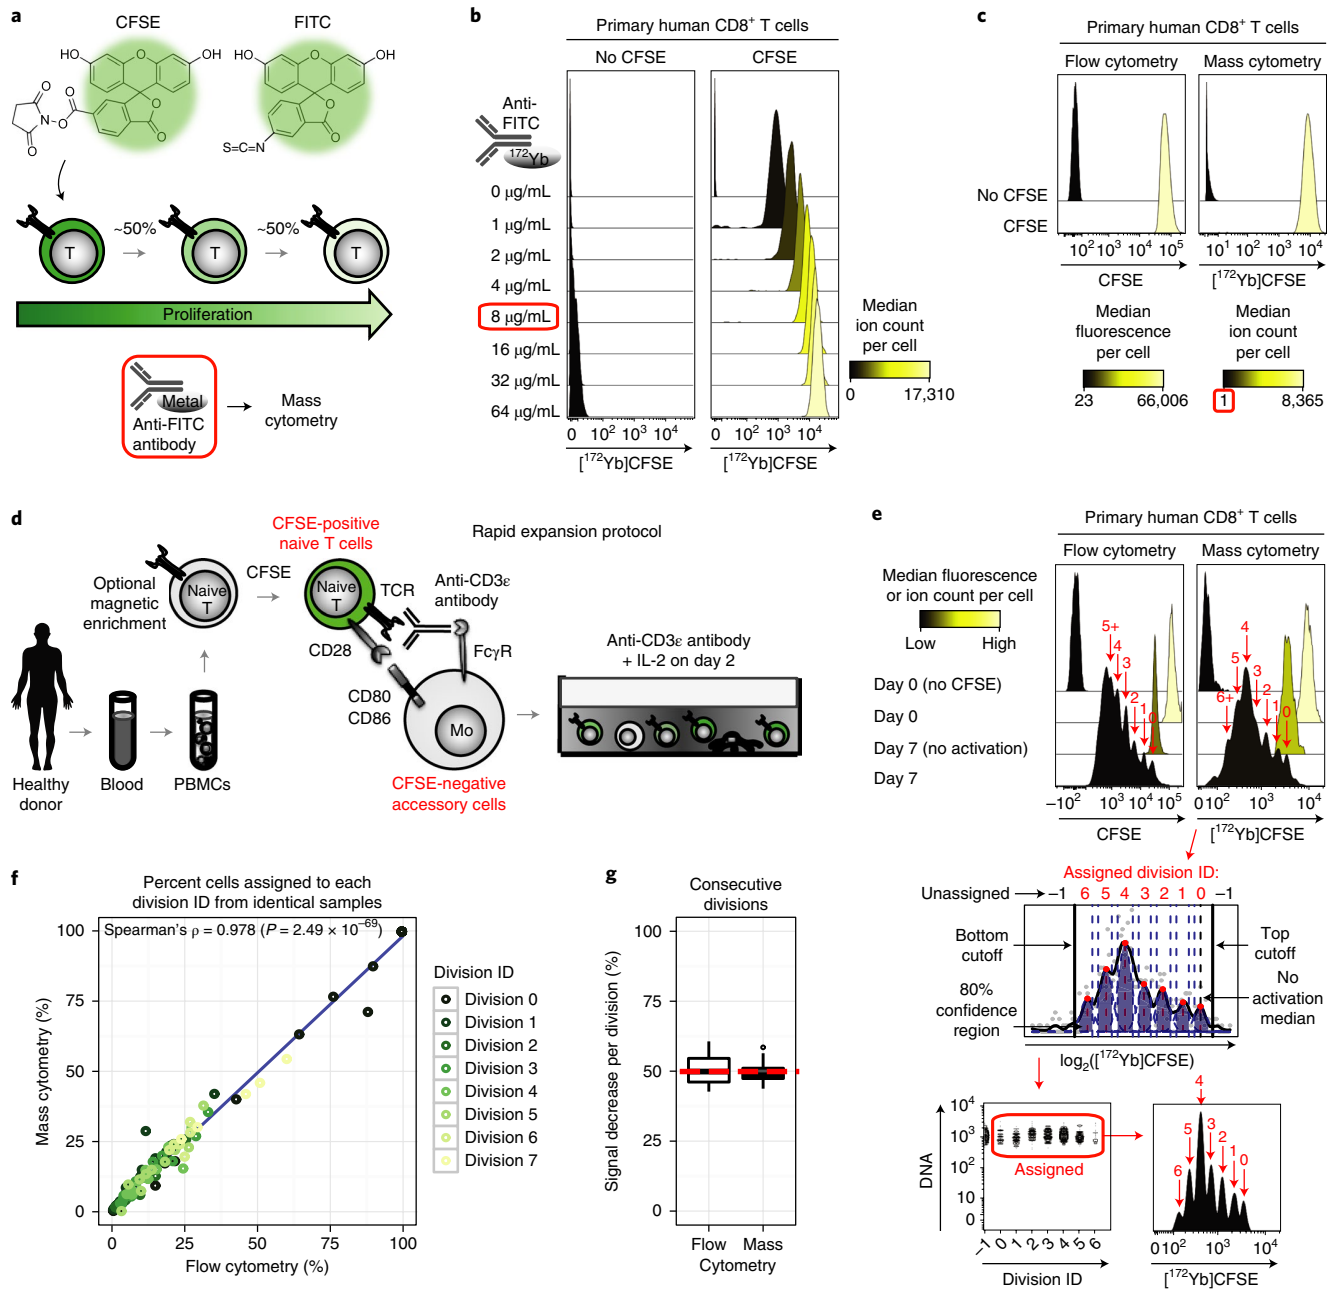 a
CFSE
FITC
HO
O
OH
HO
O
OH
O
N
O
O
O
O
O
O
O
S=C=N
T
~50%
T
~50%
T
Proliferation
Metal
Anti-FITC
antibody
Mass
cytometry
b
Primary human CD8+ T cells
No CFSE
CFSE
Anti-
FITC
172Yb
0 µg/mL
1 µg/mL
2 µg/mL
4 µg/mL
8 µg/mL
16 µg/mL
32 µg/mL
64 µg/mL
0 10² 10³ 10⁴
0 10² 10³ 10⁴
[172Yb]CFSE
[172Yb]CFSE
Median
ion count
per cell
0 17,310
c
Primary human CD8+ T cells
Flow cytometry
Mass cytometry
No CFSE
CFSE
10² 10³ 10⁴ 10⁵
10¹ 10³ 10⁴
CFSE
[172Yb]CFSE
Median
fluorescence
per cell
23 66,006
Median
ion count
per cell
1 8,365
d
CFSE-positive
naive T cells
Rapid expansion protocol
Optional
magnetic
enrichment
Naive
T
CFSE
Naive
T
TCR
Anti-CD3ε
antibody
CD28
FcγR
CD80
CD86
Mo
CFSE-negative
accessory cells
Anti-CD3ε antibody
+ IL-2 on day 2
Healthy
donor
Blood
PBMCs
e
Primary human CD8+ T cells
Flow cytometry
Mass cytometry
Median fluorescence
or ion count per cell
Low High
Day 0 (no CFSE)
Day 0
Day 7 (no activation)
Day 7
5+
4
3
2
1
0
6+
5
4
3
2
1
0
−10² 10³ 10⁴ 10⁵
0 10² 10³ 10⁴
CFSE
[172Yb]CFSE
Assigned division ID:
Unassigned −1 6 5 4 3 2 1 0 −1
Bottom
cutoff
Top
cutoff
80%
confidence
region
No
activation
median
log₂([172Yb]CFSE)
DNA
10⁴
10³
10²
10
0
Assigned
−1 0 1 2 3 4 5 6
Division ID
6
5
4
3
2
1
0
0 10² 10³ 10⁴
[172Yb]CFSE
f
Percent cells assigned to each
division ID from identical samples
Spearman's ρ = 0.978 (P = 2.49 × 10⁻⁶⁹)
Mass cytometry (%)
100
75
50
25
0
0 25 50 75 100
Flow cytometry (%)
Division ID
Division 0
Division 1
Division 2
Division 3
Division 4
Division 5
Division 6
Division 7
g
Consecutive
divisions
Signal decrease per division (%)
100
75
50
25
0
Flow Mass
Cytometry